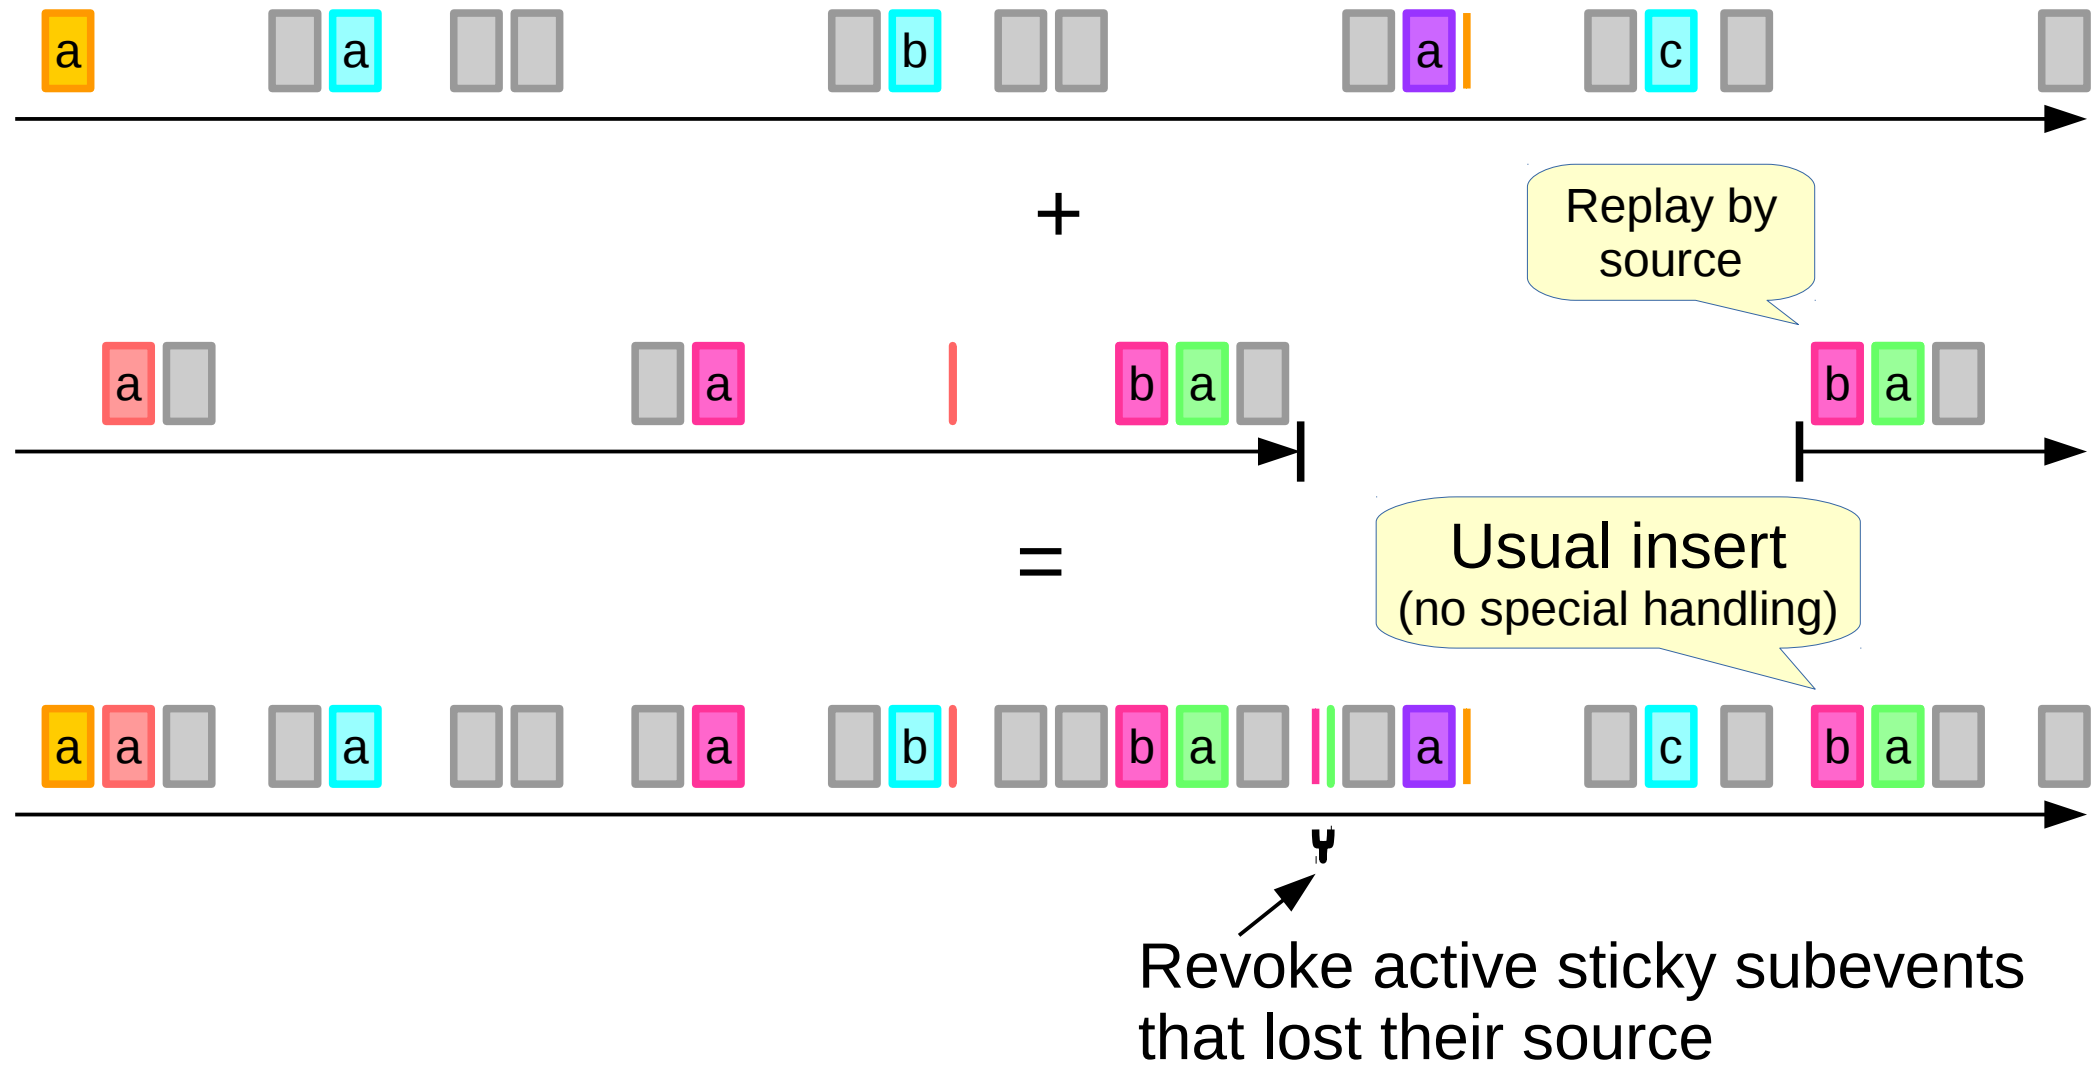 a a b a c
+
Replay by
source
a a b a b a
=
Usual insert
(no special handling)
a a a a b b a a c b a
Revoke active sticky subevents
that lost their source